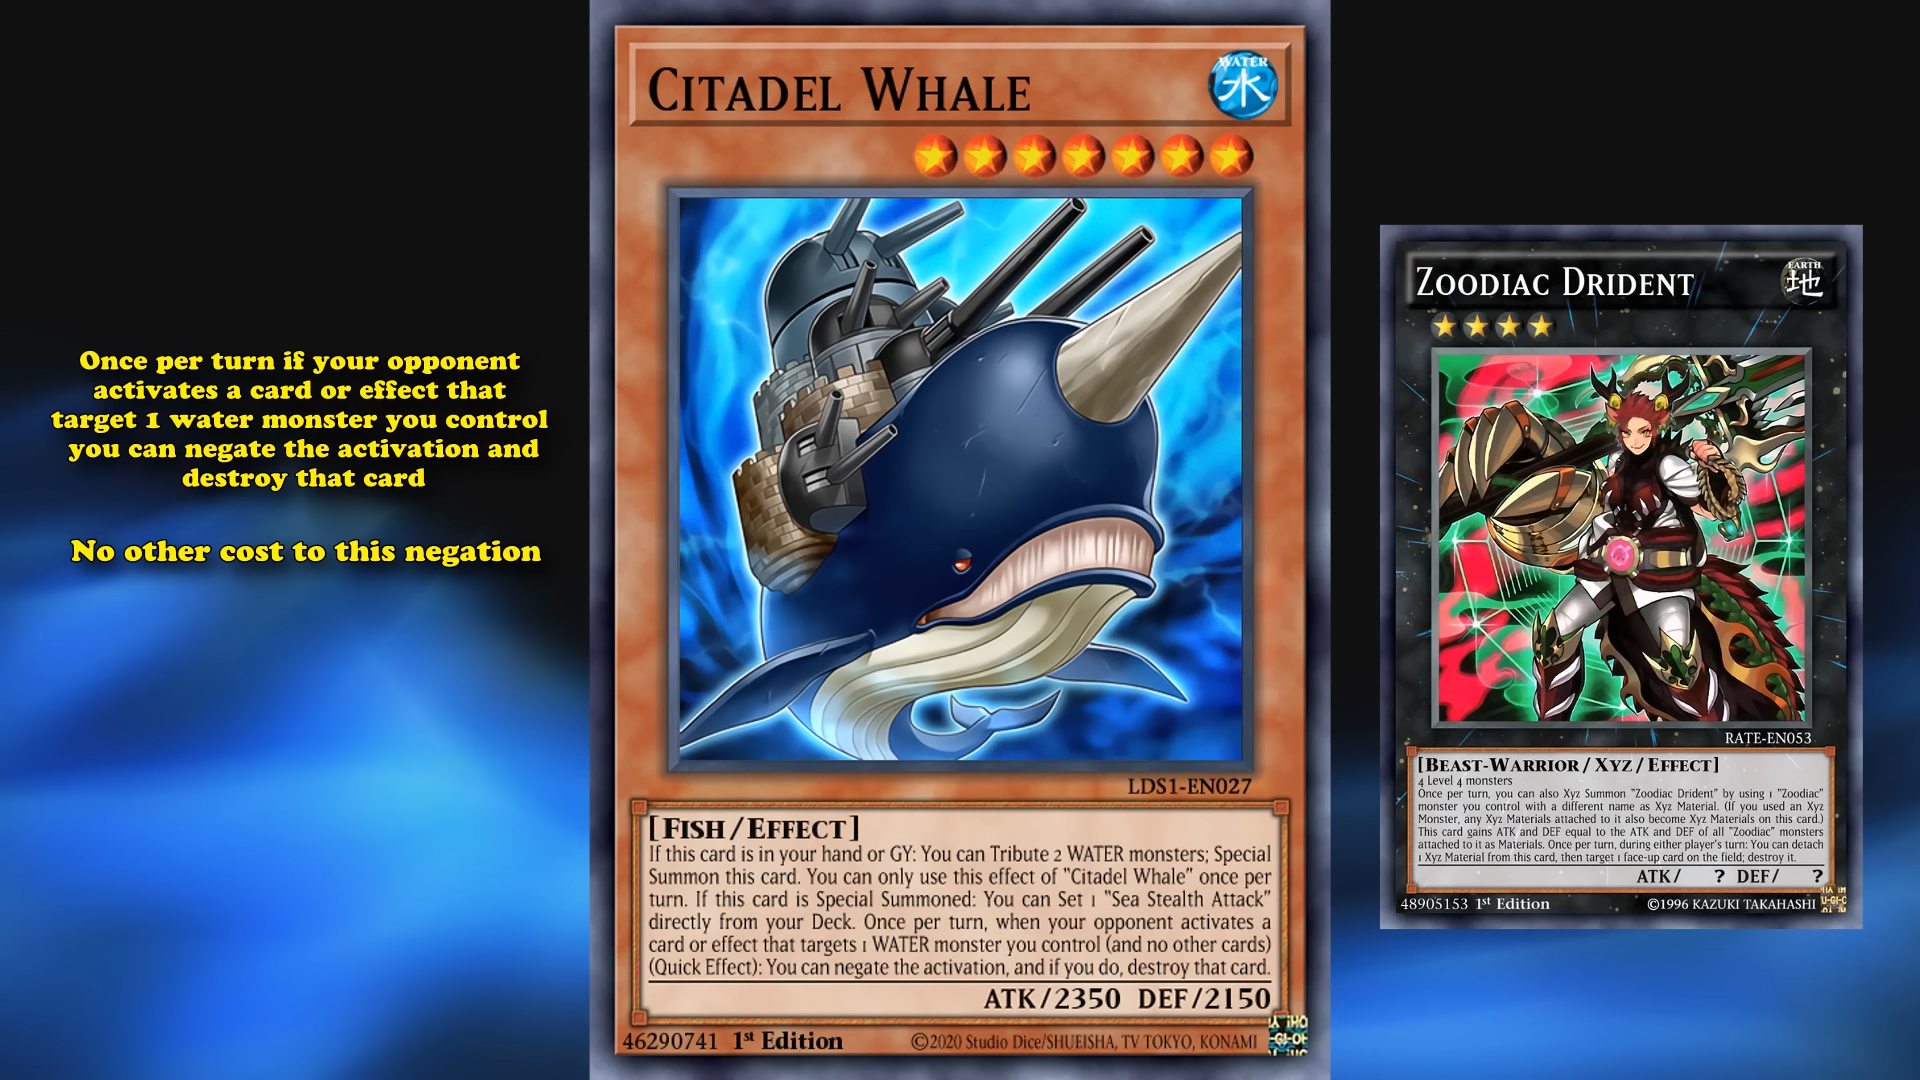 Once per turn if your opponent
activates a card or effect that
target 1 water monster you control
you can negate the activation and
destroy that card
No other cost to this negation
CITADEL WHALE
WATER
水
LDS1-EN027
[FISH/EFFECT]
If this card is in your hand or GY: You can Tribute 2 WATER monsters; Special
Summon this card. You can only use this effect of "Citadel Whale" once per
turn. If this card is Special Summoned: You can Set 1 "Sea Stealth Attack"
directly from your Deck. Once per turn, when your opponent activates a
card or effect that targets 1 WATER monster you control (and no other cards)
(Quick Effect): You can negate the activation, and if you do, destroy that card.
ATK/2350 DEF/2150
46290741 1st Edition ©2020 Studio Dice/SHUEISHA, TV TOKYO, KONAMI
ZOODIAC DRIDENT
EARTH
地
RATE-EN053
[BEAST-WARRIOR/XYZ/EFFECT]
4 Level 4 monsters
Once per turn, you can also Xyz Summon "Zoodiac Drident" by using 1 "Zoodiac"
monster you control with a different name as Xyz Material. (If you used an Xyz
Monster, any Xyz Materials attached to it also become Xyz Materials on this card.)
This card gains ATK and DEF equal to the ATK and DEF of all "Zoodiac" monsters
attached to it as Materials. Once per turn, during either player's turn: You can detach
1 Xyz Material from this card, then target 1 face-up card on the field; destroy it.
ATK/ ? DEF/ ?
48905153 1st Edition ©1996 KAZUKI TAKAHASHI